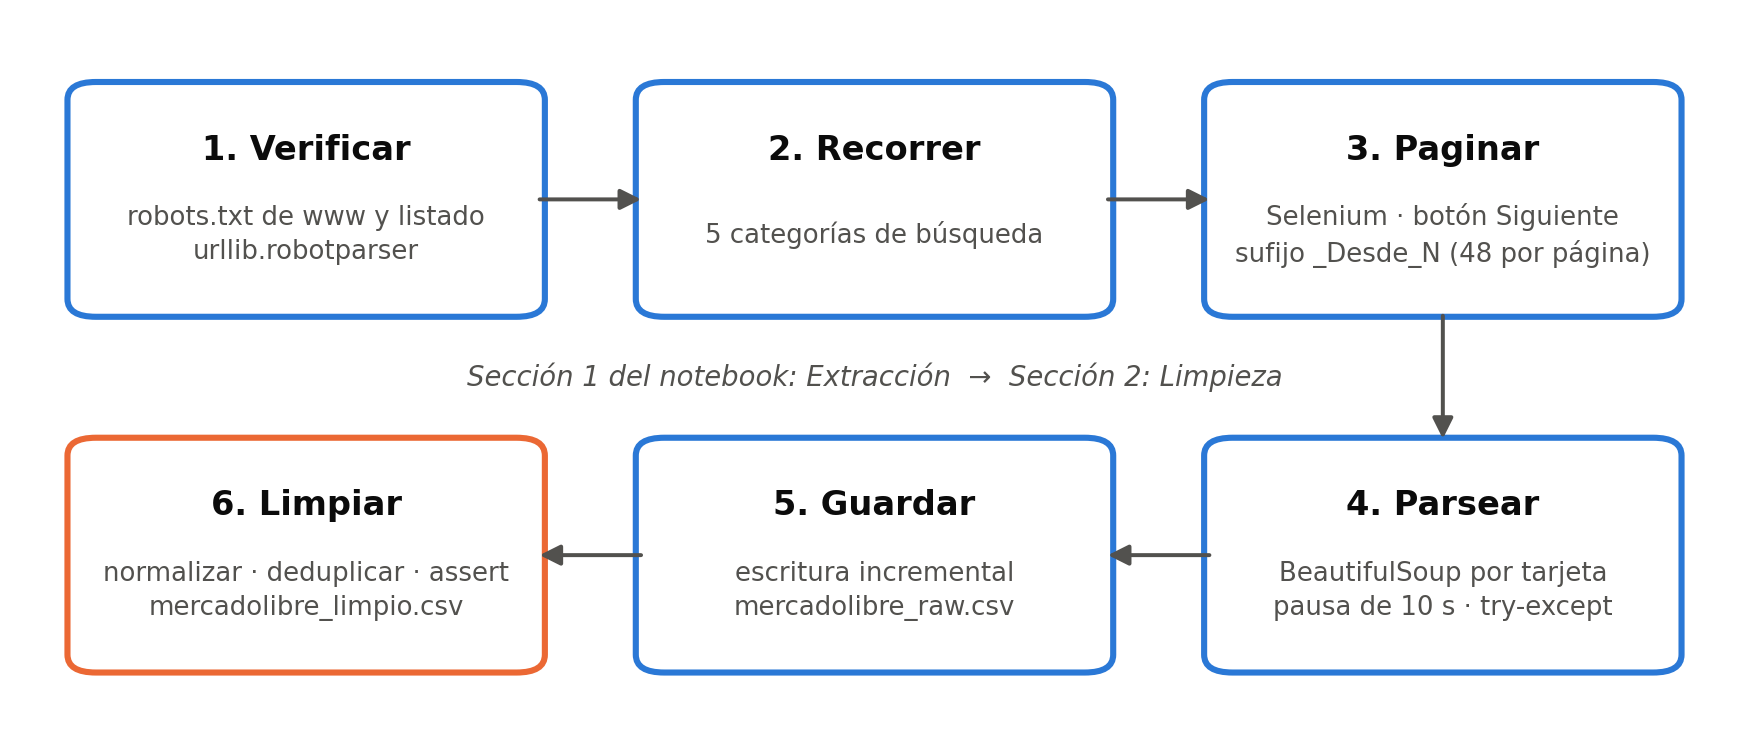 1. Verificar
robots.txt de www y listado
urllib.robotparser
2. Recorrer
5 categorías de búsqueda
3. Paginar
Selenium · botón Siguiente
sufijo _Desde_N (48 por página)
Sección 1 del notebook: Extracción → Sección 2: Limpieza
4. Parsear
BeautifulSoup por tarjeta
pausa de 10 s · try-except
5. Guardar
escritura incremental
mercadolibre_raw.csv
6. Limpiar
normalizar · deduplicar · assert
mercadolibre_limpio.csv